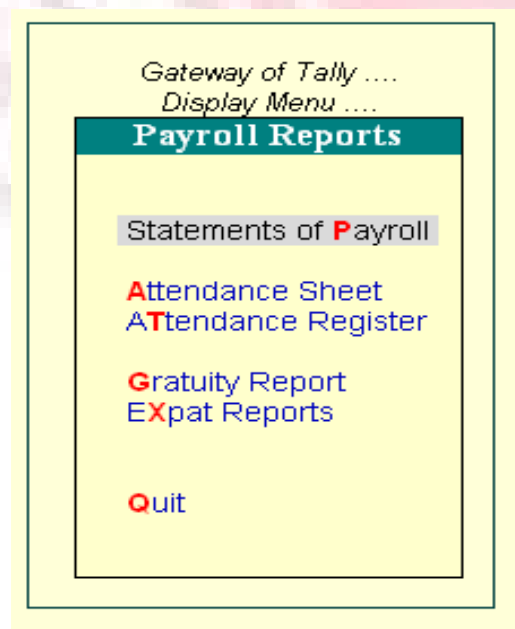 Gateway of Tally ....
Display Menu ....
Payroll Reports
Statements of Payroll
Attendance Sheet
ATtendance Register
Gratuity Report
EXpat Reports
Quit